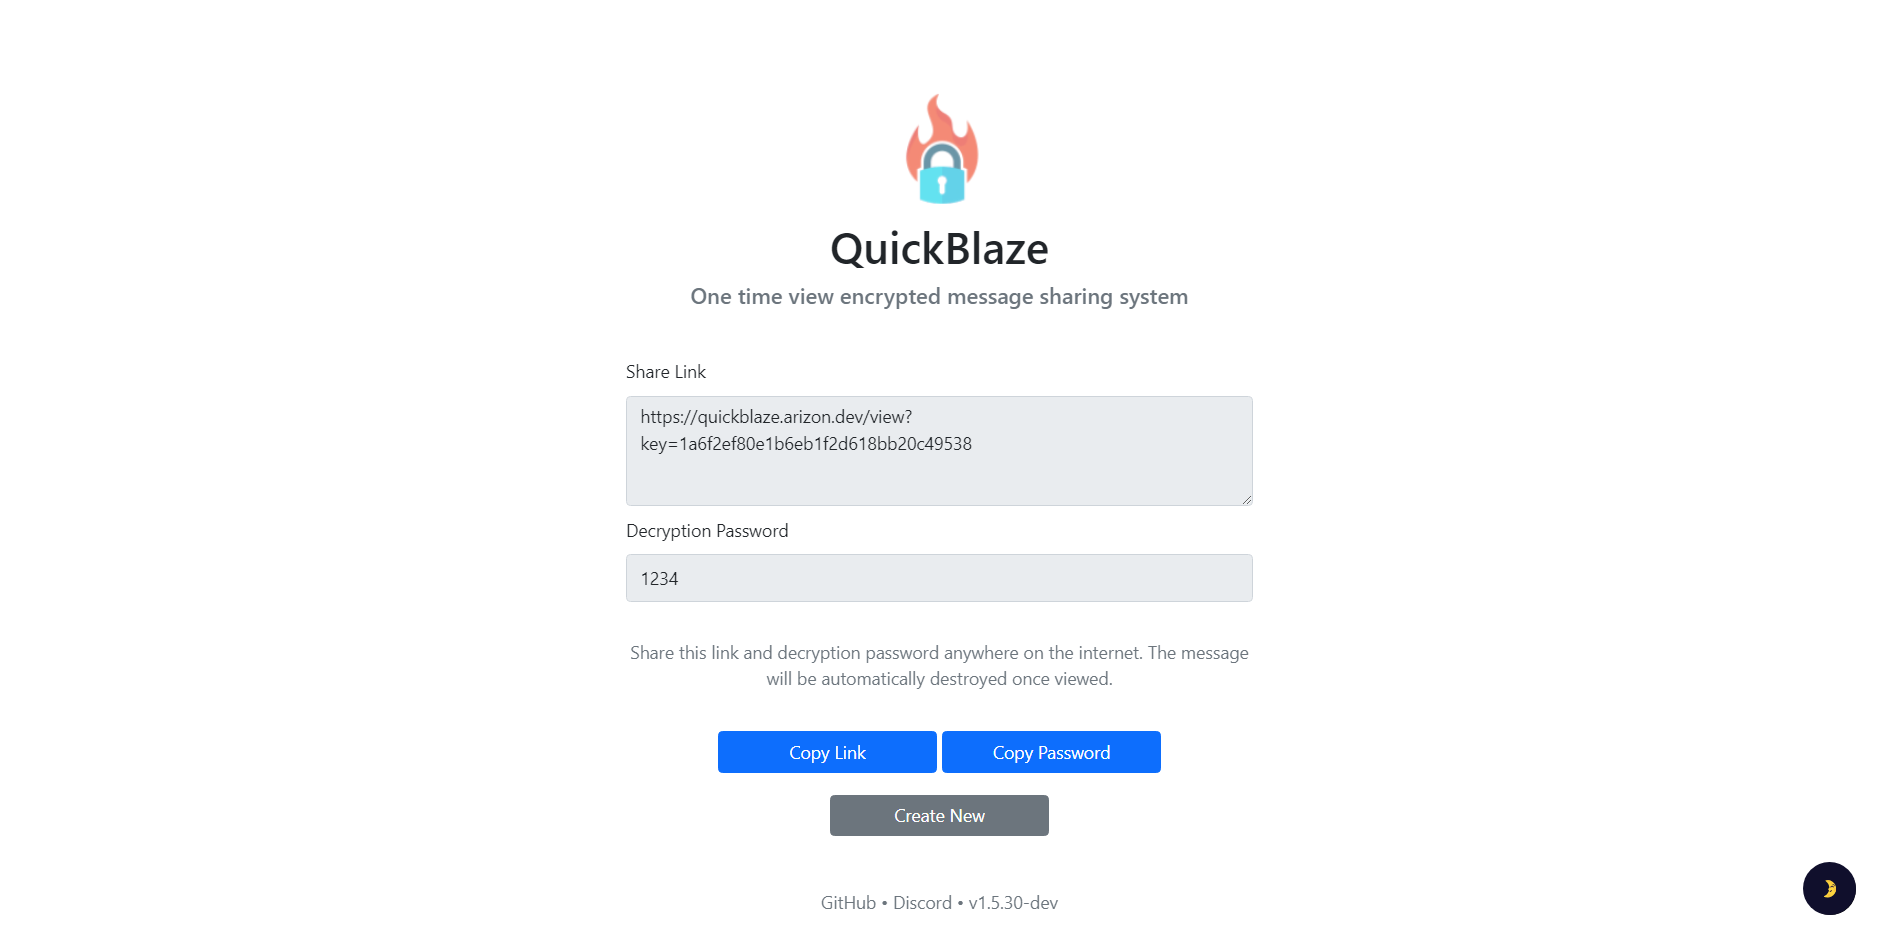 QuickBlaze
One time view encrypted message sharing system
Share Link
https://quickblaze.arizon.dev/view?
key=1a6f2ef80e1b6eb1f2d618bb20c49538
Decryption Password
1234
Share this link and decryption password anywhere on the internet. The message
will be automatically destroyed once viewed.
Copy Link
Copy Password
Create New
GitHub • Discord • v1.5.30-dev